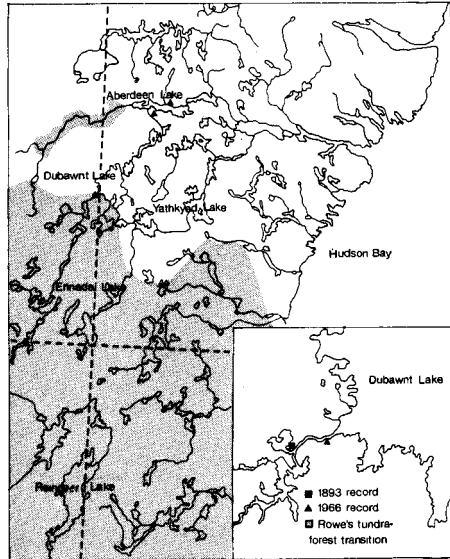 Aberdeen Lake
Dubawnt Lake
Yathkyed Lake
Hudson Bay
Ennadai Lake
Reindeer Lake
Dubawnt Lake
1893 record
1966 record
Rowe's tundra-
forest transition